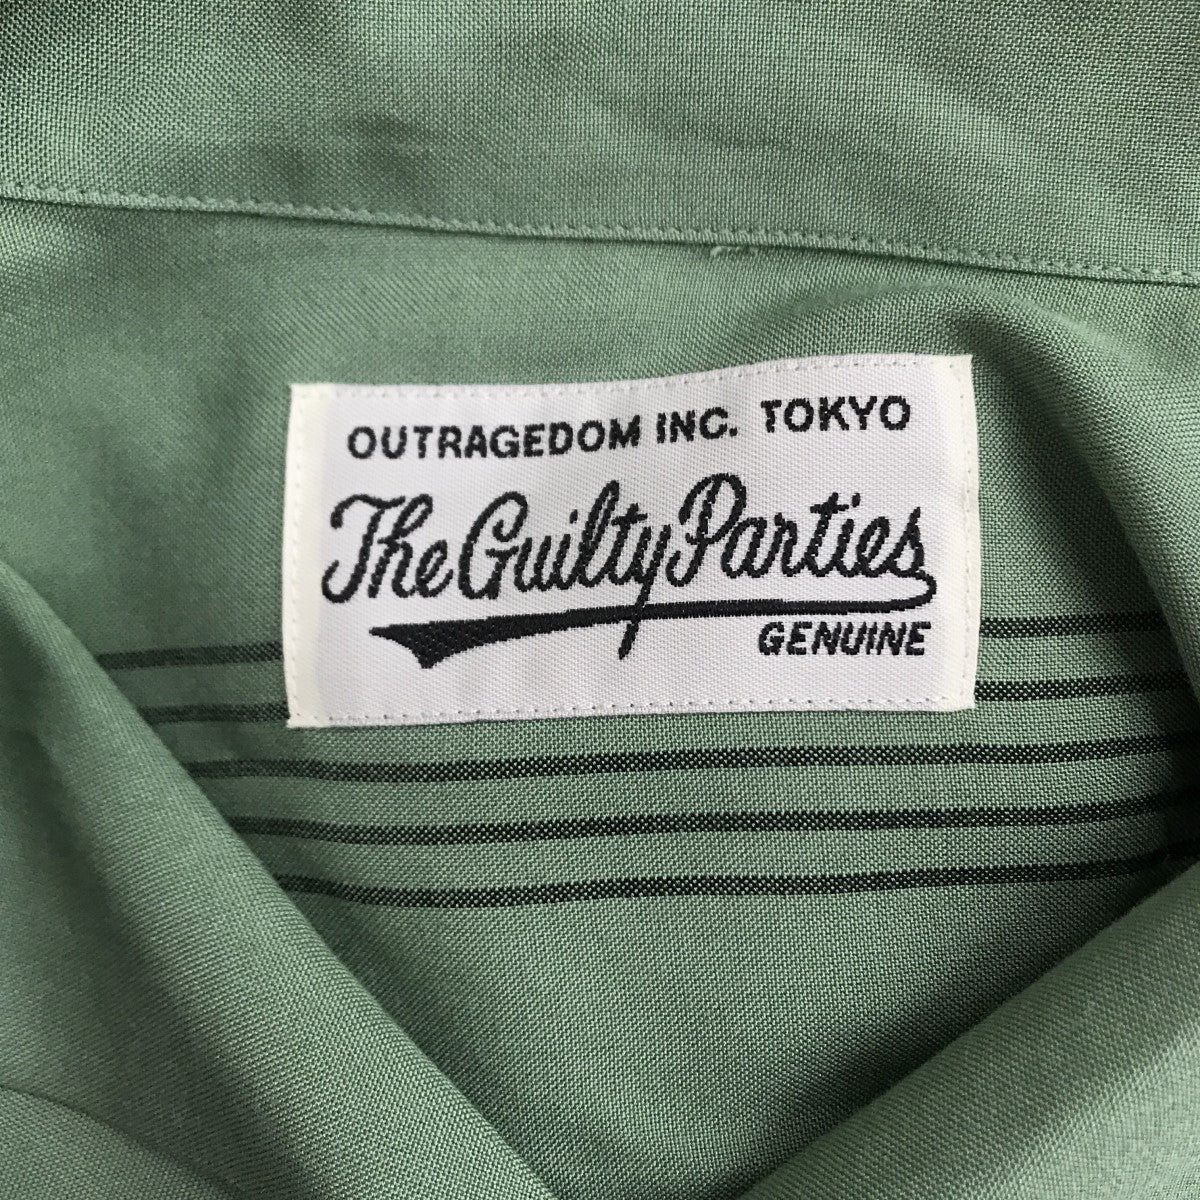 OUTRAGEDOM INC. TOKYO
The Guilty Parties
GENUINE